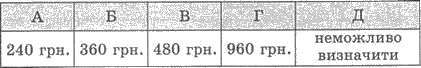 А Б В Г Д
240 грн. 360 грн. 480 грн. 960 грн. неможливо
визначити